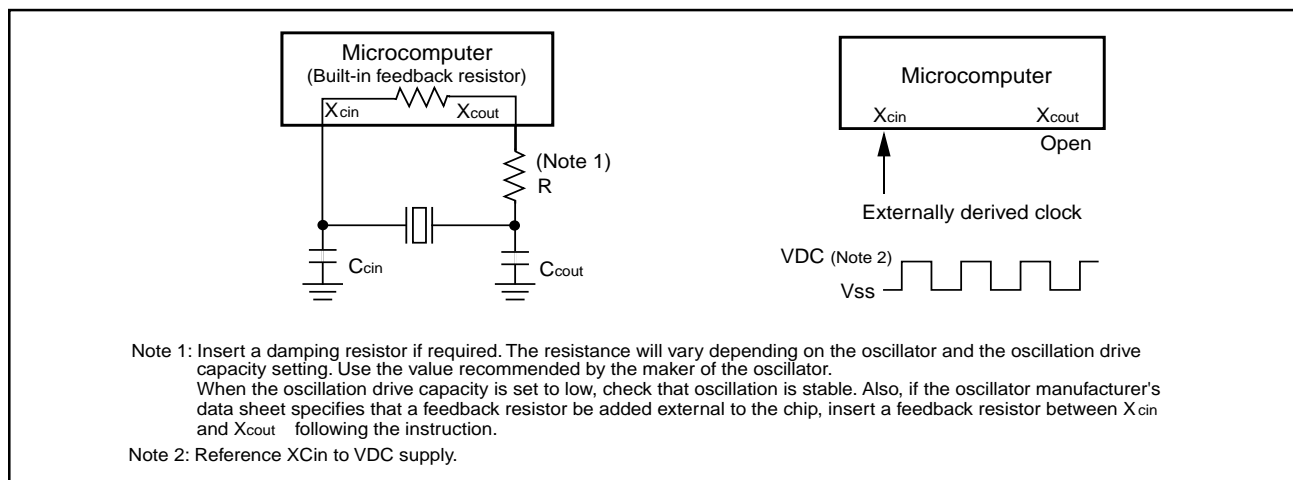 Microcomputer
(Built-in feedback resistor)
Xcin
Xcout
(Note 1)
R
Ccin
Ccout
Microcomputer
Xcin
Xcout
Open
Externally derived clock
VDC (Note 2)
Vss
Note 1: Insert a damping resistor if required. The resistance will vary depending on the oscillator and the oscillation drive
capacity setting. Use the value recommended by the maker of the oscillator.
When the oscillation drive capacity is set to low, check that oscillation is stable. Also, if the oscillator manufacturer's
data sheet specifies that a feedback resistor be added external to the chip, insert a feedback resistor between Xcin
and Xcout following the instruction.
Note 2: Reference XCin to VDC supply.